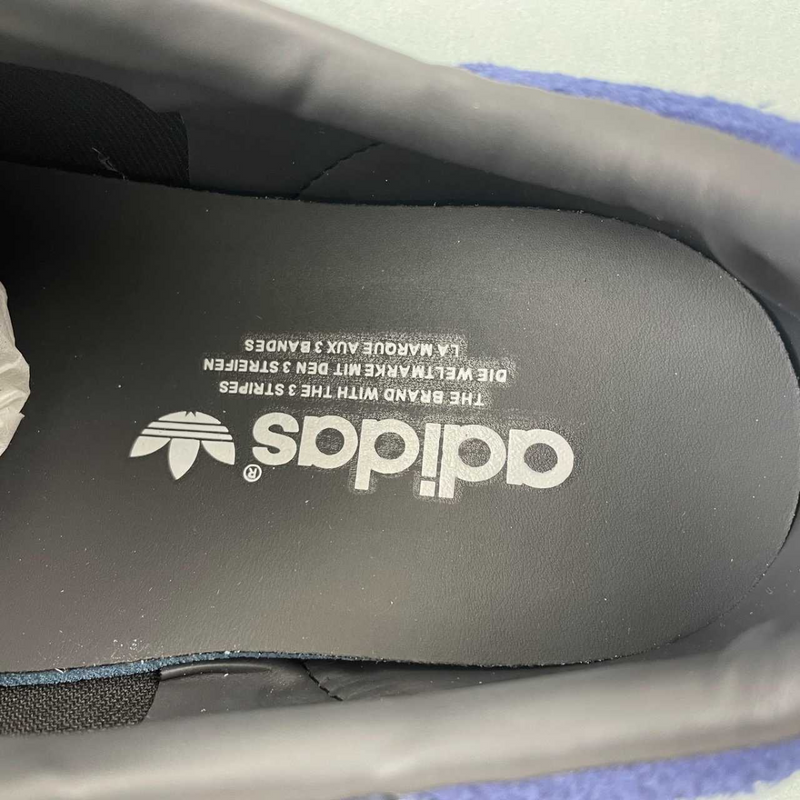 adidas®
THE BRAND WITH THE 3 STRIPES
DIE WELTMARKE MIT DEN 3 STREIFEN
LA MARQUE AUX 3 BANDES